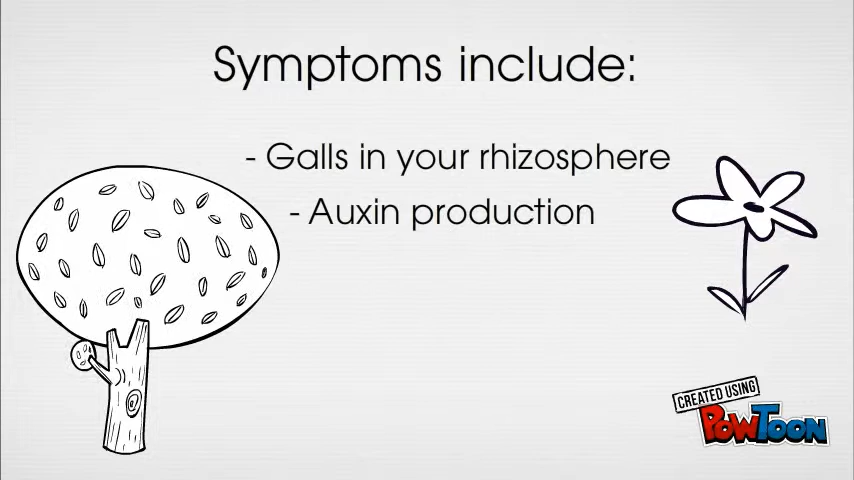 Symptoms include:
- Galls in your rhizosphere
- Auxin production
CREATED USING
POWTOON